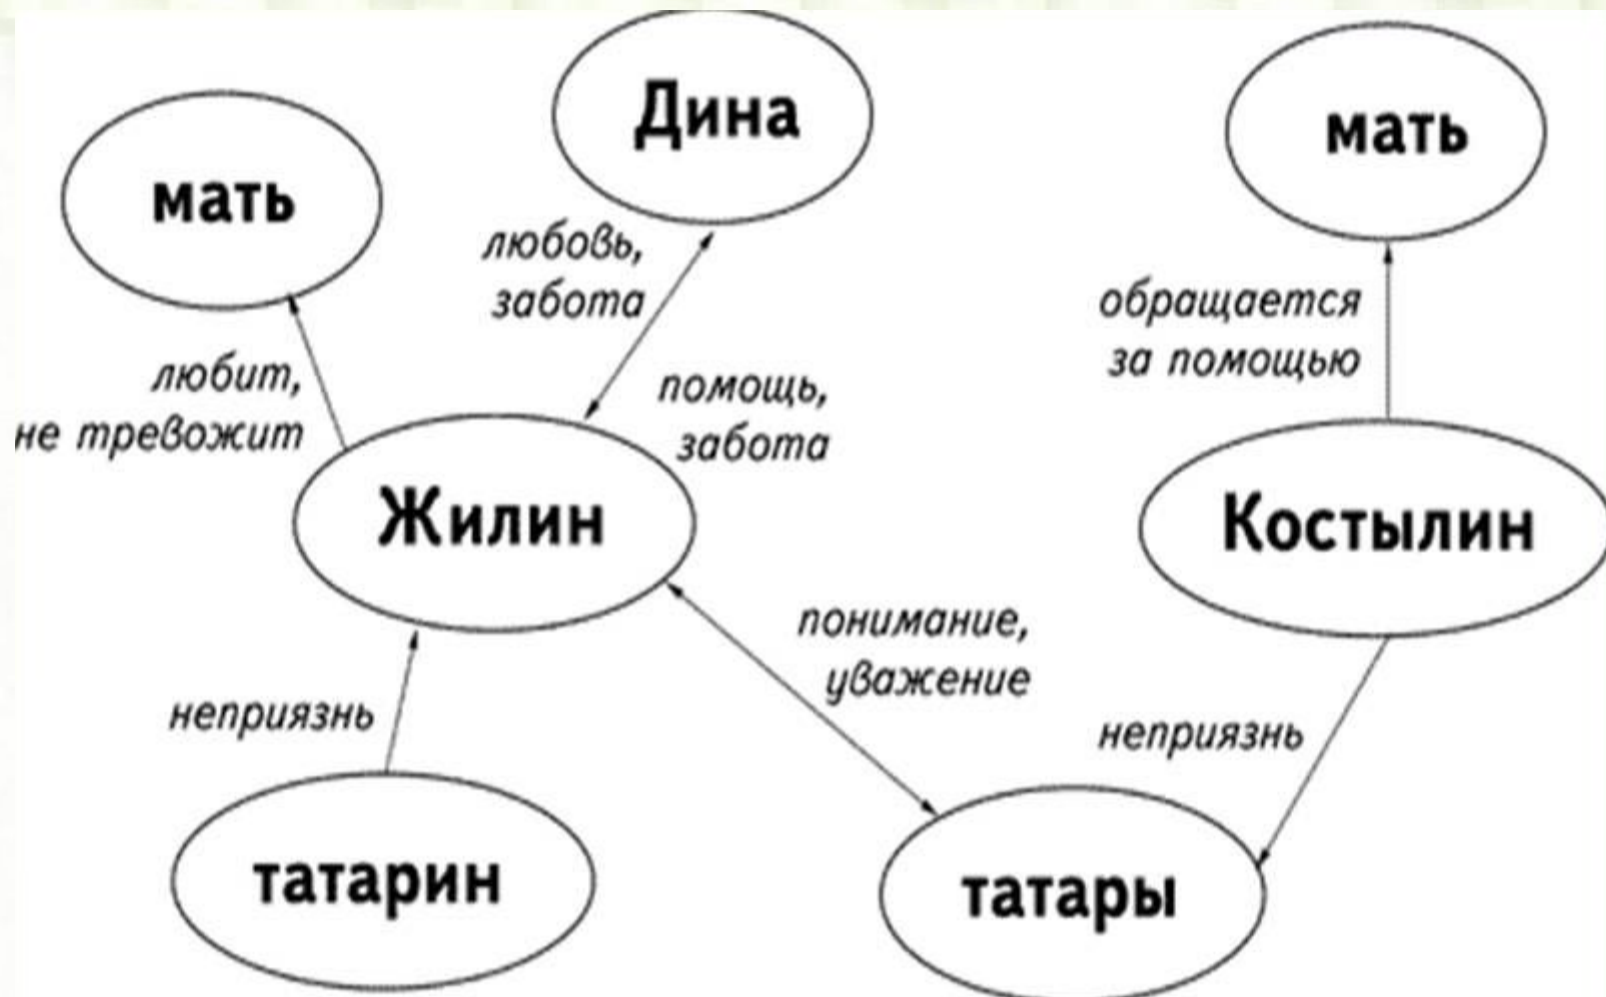 Дина
мать
мать
любовь,
забота
обращается
за помощью
любит,
не тревожит
помощь,
забота
Жилин
Костылин
понимание,
уважение
неприязнь
неприязнь
татарин
татары